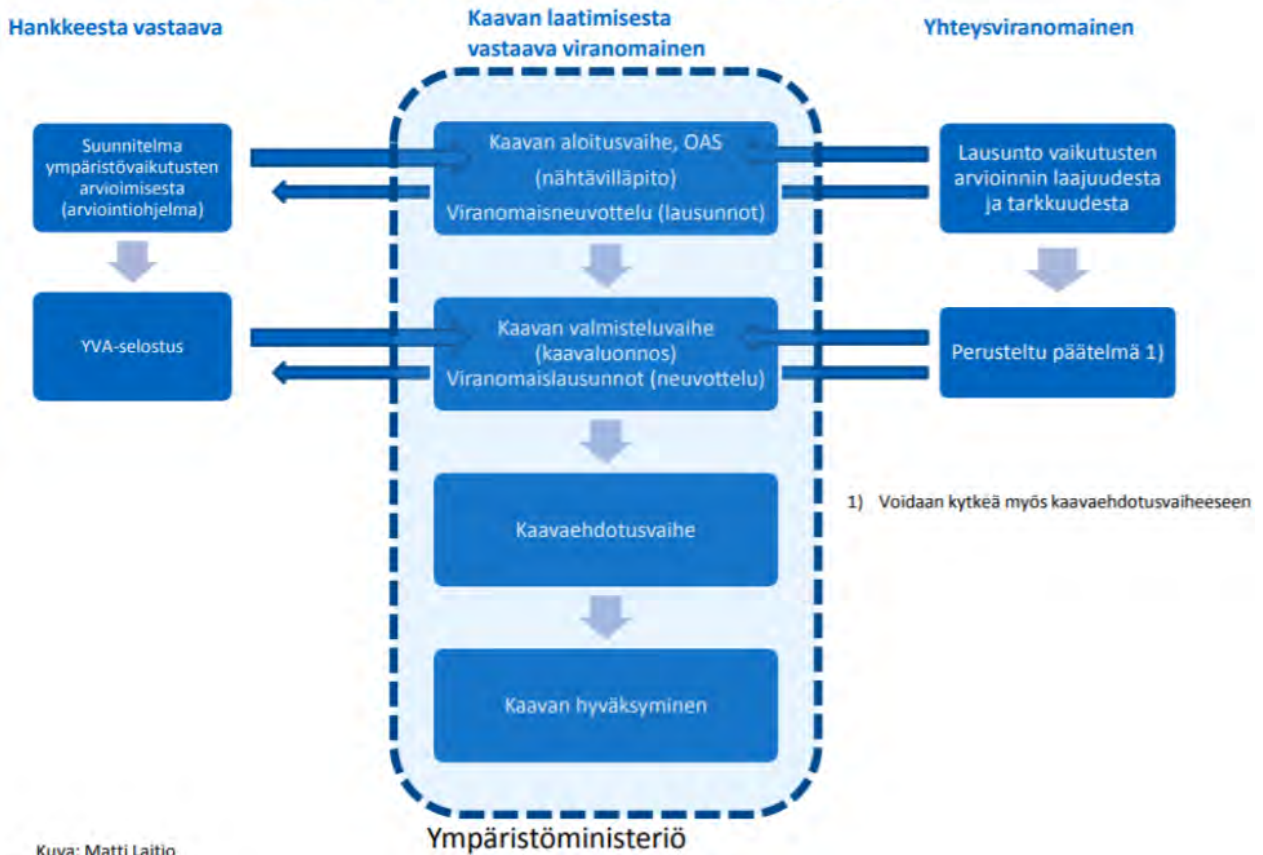 Hankkeesta vastaava
Kaavan laatimisesta
vastaava viranomainen
Yhteysviranomainen
Suunnitelma
ympäristövaikutusten
arvioimisesta
(arviointiohjelma)
Kaavan aloitusvaihe, OAS
(nähtävilläpito)
Viranomaisneuvottelu (lausunnot)
Lausunto vaikutusten
arvioinnin laajuudesta
ja tarkkuudesta
YVA-selostus
Kaavan valmisteluvaihe
(kaavaluonnos)
Viranomaislausunnot (neuvottelu)
Perusteltu päätelmä 1)
Kaavaehdotusvaihe
1) Voidaan kytkeä myös kaavaehdotusvaiheeseen
Kaavan hyväksyminen
Ympäristöministeriö
Kuva: Matti Laitio